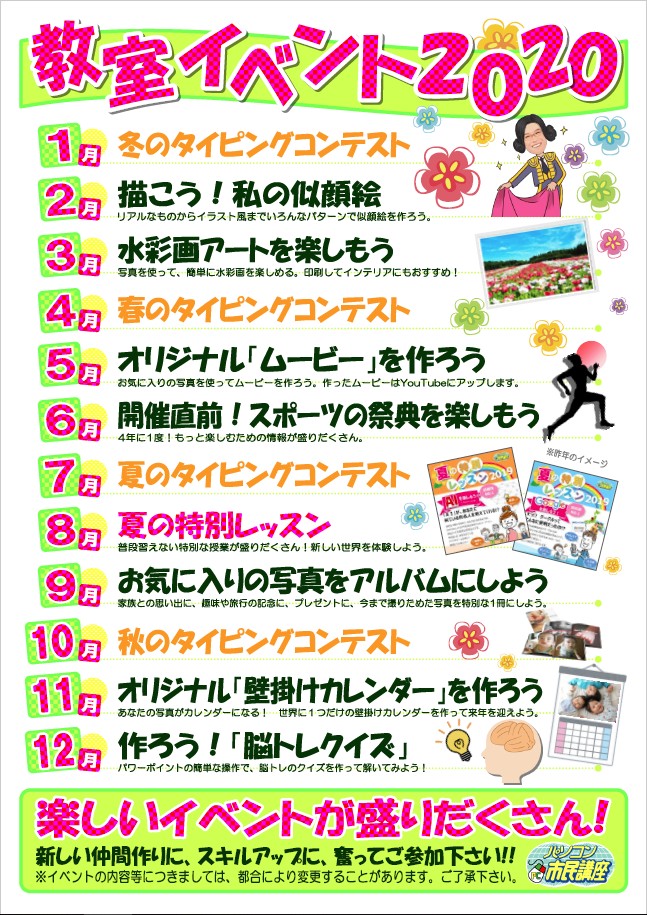 教室イベント2020
1月 冬のタイピングコンテスト
2月 描こう！私の似顔絵
リアルなものからイラスト風までいろんなパターンで似顔絵を作ろう。
3月 水彩画アートを楽しもう
写真を使って、簡単に水彩画を楽しめる。印刷してインテリアにもおすすめ！
4月 春のタイピングコンテスト
5月 オリジナル「ムービー」を作ろう
お気に入りの写真を使ってムービーを作ろう。作ったムービーはYouTubeにアップします。
6月 開催直前！スポーツの祭典を楽しもう
4年に1度！もっと楽しむための情報が盛りだくさん。
※昨年のイメージ
7月 夏のタイピングコンテスト
夏の特別
レッスン2019
夏の特別
レッスン2019
8月 夏の特別レッスン
普段習えない特別な授業が盛りだくさん！新しい世界を体験しよう。
9月 お気に入りの写真をアルバムにしよう
家族との思い出に、趣味や旅行の記念に、プレゼントに、今まで撮りためた写真を特別な1冊にしよう。
10月 秋のタイピングコンテスト
11月 オリジナル「壁掛けカレンダー」を作ろう
あなたの写真がカレンダーになる！ 世界に1つだけの壁掛けカレンダーを作って来年を迎えよう。
12月 作ろう！「脳トレクイズ」
パワーポイントの簡単な操作で、脳トレのクイズを作って解いてみよう！
楽しいイベントが盛りだくさん!
新しい仲間作りに、スキルアップに、奮ってご参加下さい!!
※イベントの内容等につきましては、都合により変更することがあります。ご了承下さい。
パソコン
市民講座